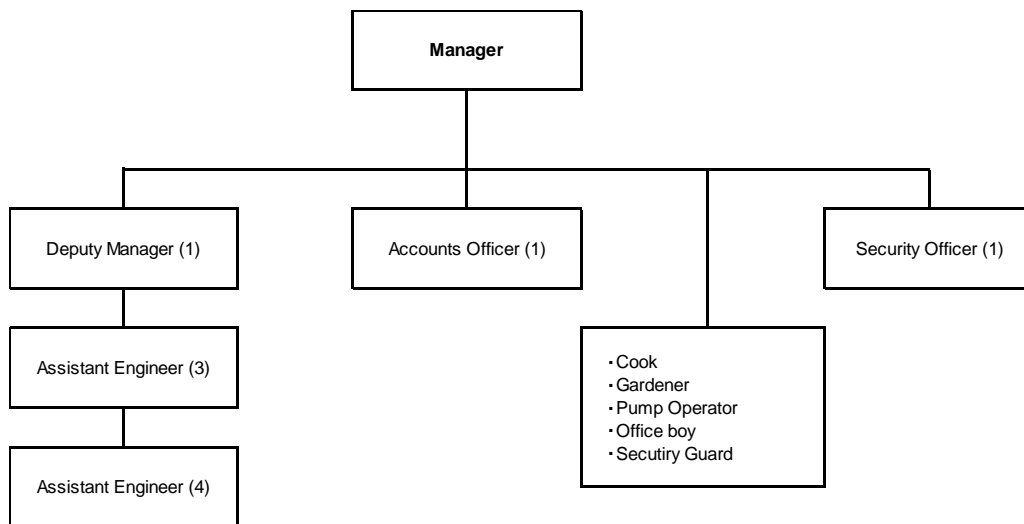 Manager
Deputy Manager (1)
Accounts Officer (1)
Security Officer (1)
Assistant Engineer (3)
・Cook
・Gardener
・Pump Operator
・Office boy
・Secutiry Guard
Assistant Engineer (4)